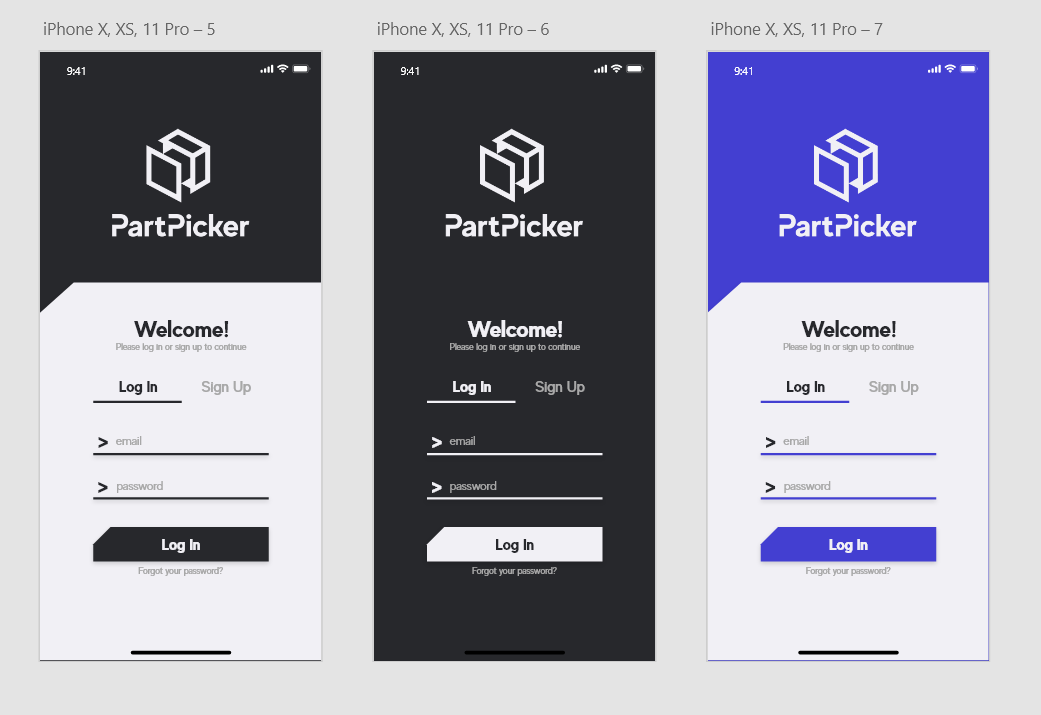 iPhone X, XS, 11 Pro – 5
9:41
PartPicker
Welcome!
Please log in or sign up to continue
Log In Sign Up
> email
> password
Log In
Forgot your password?
iPhone X, XS, 11 Pro – 6
9:41
PartPicker
Welcome!
Please log in or sign up to continue
Log In Sign Up
> email
> password
Log In
Forgot your password?
iPhone X, XS, 11 Pro – 7
9:41
PartPicker
Welcome!
Please log in or sign up to continue
Log In Sign Up
> email
> password
Log In
Forgot your password?